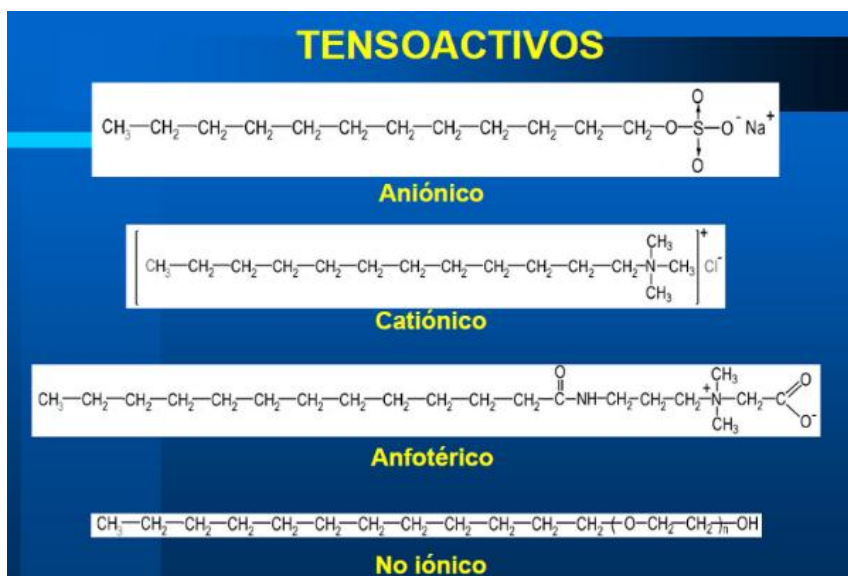 TENSOACTIVOS
O
CH₃—CH₂—CH₂—CH₂—CH₂—CH₂—CH₂—CH₂—CH₂—CH₂—CH₂—CH₂—O—S—O⁻ Na⁺
O
Aniónico
CH₃
[CH₃—CH₂—CH₂—CH₂—CH₂—CH₂—CH₂—CH₂—CH₂—CH₂—CH₂—CH₂—N—CH₃]⁺ Cl⁻
CH₃
Catiónico
O CH₃ O
CH₃—CH₂—CH₂—CH₂—CH₂—CH₂—CH₂—CH₂—CH₂—CH₂—CH₂—CH₂—C—NH—CH₂—CH₂—CH₂—N⁺—CH₂—C
CH₃ O⁻
Anfotérico
CH₃—CH₂—CH₂—CH₂—CH₂—CH₂—CH₂—CH₂—CH₂—CH₂—CH₂—CH₂—(O—CH₂—CH₂)ₙ—OH
No iónico